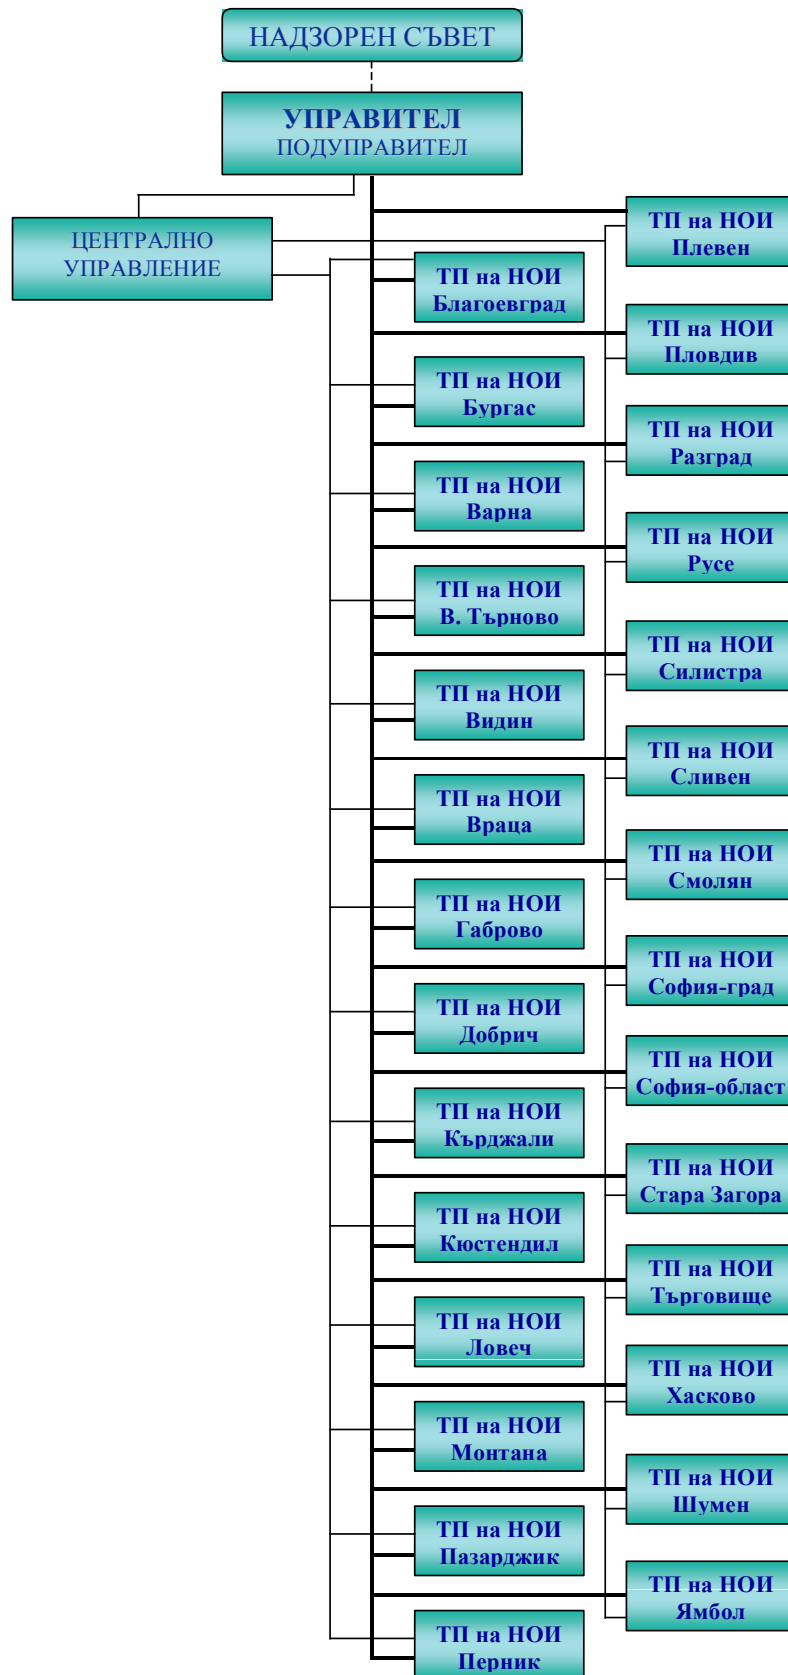 НАДЗОРЕН СЪВЕТ
УПРАВИТЕЛ
ПОДУПРАВИТЕЛ
ЦЕНТРАЛНО
УПРАВЛЕНИЕ
ТП на НОИ
Благоевград
ТП на НОИ
Бургас
ТП на НОИ
Варна
ТП на НОИ
В. Търново
ТП на НОИ
Видин
ТП на НОИ
Враца
ТП на НОИ
Габрово
ТП на НОИ
Добрич
ТП на НОИ
Кърджали
ТП на НОИ
Кюстендил
ТП на НОИ
Ловеч
ТП на НОИ
Монтана
ТП на НОИ
Пазарджик
ТП на НОИ
Перник
ТП на НОИ
Плевен
ТП на НОИ
Пловдив
ТП на НОИ
Разград
ТП на НОИ
Русе
ТП на НОИ
Силистра
ТП на НОИ
Сливен
ТП на НОИ
Смолян
ТП на НОИ
София-град
ТП на НОИ
София-област
ТП на НОИ
Стара Загора
ТП на НОИ
Търговище
ТП на НОИ
Хасково
ТП на НОИ
Шумен
ТП на НОИ
Ямбол